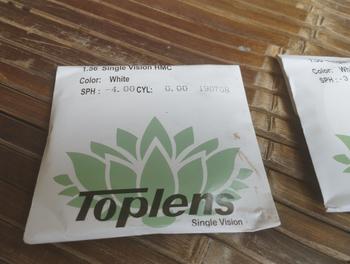 1.56 Single Vision HMC
Color: White
SPH: -4.00 CYL: 0.00 190708
Toplens
Single Vision
Color: Wh
SPH: -3